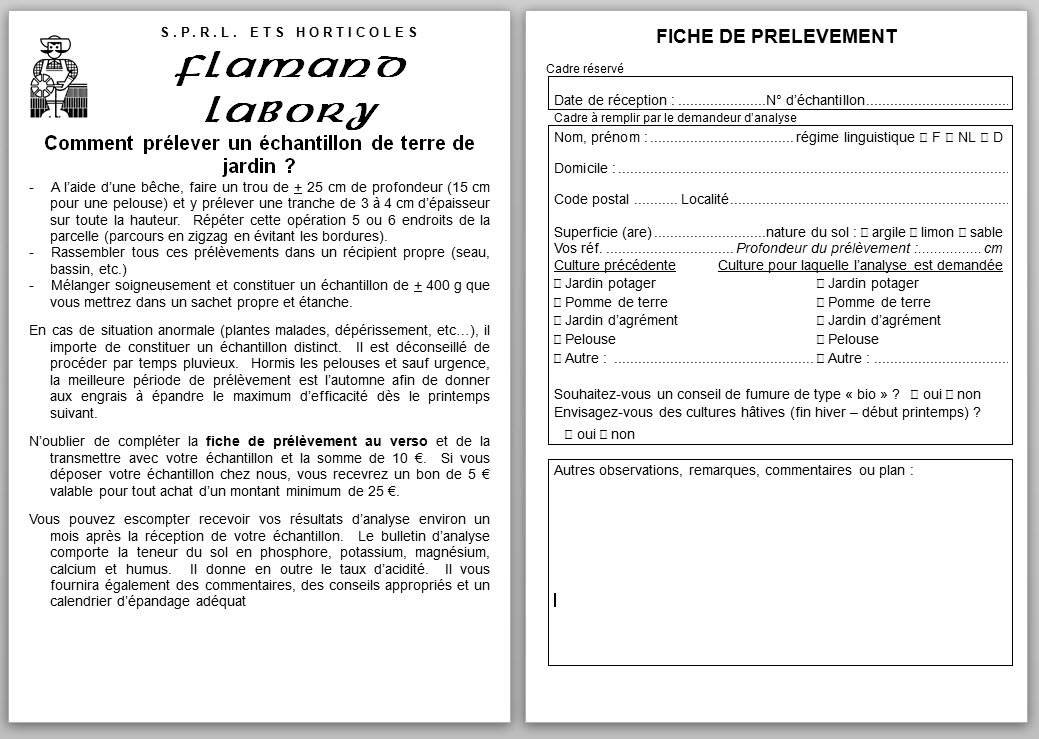 S.P.R.L. ETS HORTICOLES
Flamand
Labory
Comment prélever un échantillon de terre de
jardin ?
- A l’aide d’une bêche, faire un trou de + 25 cm de profondeur (15 cm
pour une pelouse) et y prélever une tranche de 3 à 4 cm d’épaisseur
sur toute la hauteur. Répéter cette opération 5 ou 6 endroits de la
parcelle (parcours en zigzag en évitant les bordures).
- Rassembler tous ces prélèvements dans un récipient propre (seau,
bassin, etc.)
- Mélanger soigneusement et constituer un échantillon de + 400 g que
vous mettrez dans un sachet propre et étanche.
En cas de situation anormale (plantes malades, dépérissement, etc…), il
importe de constituer un échantillon distinct. Il est déconseillé de
procéder par temps pluvieux. Hormis les pelouses et sauf urgence,
la meilleure période de prélèvement est l’automne afin de donner
aux engrais à épandre le maximum d’efficacité dès le printemps
suivant.
N’oublier de compléter la fiche de prélèvement au verso et de la
transmettre avec votre échantillon et la somme de 10 €. Si vous
déposer votre échantillon chez nous, vous recevrez un bon de 5 €
valable pour tout achat d’un montant minimum de 25 €.
Vous pouvez escompter recevoir vos résultats d’analyse environ un
mois après la réception de votre échantillon. Le bulletin d’analyse
comporte la teneur du sol en phosphore, potassium, magnésium,
calcium et humus. Il donne en outre le taux d’acidité. Il vous
fournira également des commentaires, des conseils appropriés et un
calendrier d’épandage adéquat
FICHE DE PRELEVEMENT
Cadre réservé
Date de réception : ...................... N° d’échantillon....................................
Cadre à remplir par le demandeur d’analyse
Nom, prénom : .................................... régime linguistique □ F □ NL □ D
Domicile : ..................................................................................................
Code postal ........... Localité......................................................................
Superficie (are) ............................nature du sol : □ argile □ limon □ sable
Vos réf. ................................ Profondeur du prélèvement : ................ cm
Culture précédente Culture pour laquelle l’analyse est demandée
□ Jardin potager □ Jardin potager
□ Pomme de terre □ Pomme de terre
□ Jardin d’agrément □ Jardin d’agrément
□ Pelouse □ Pelouse
□ Autre : ................................................... □ Autre : ..................................
Souhaitez-vous un conseil de fumure de type « bio » ? □ oui □ non
Envisagez-vous des cultures hâtives (fin hiver – début printemps) ?
□ oui □ non
Autres observations, remarques, commentaires ou plan :